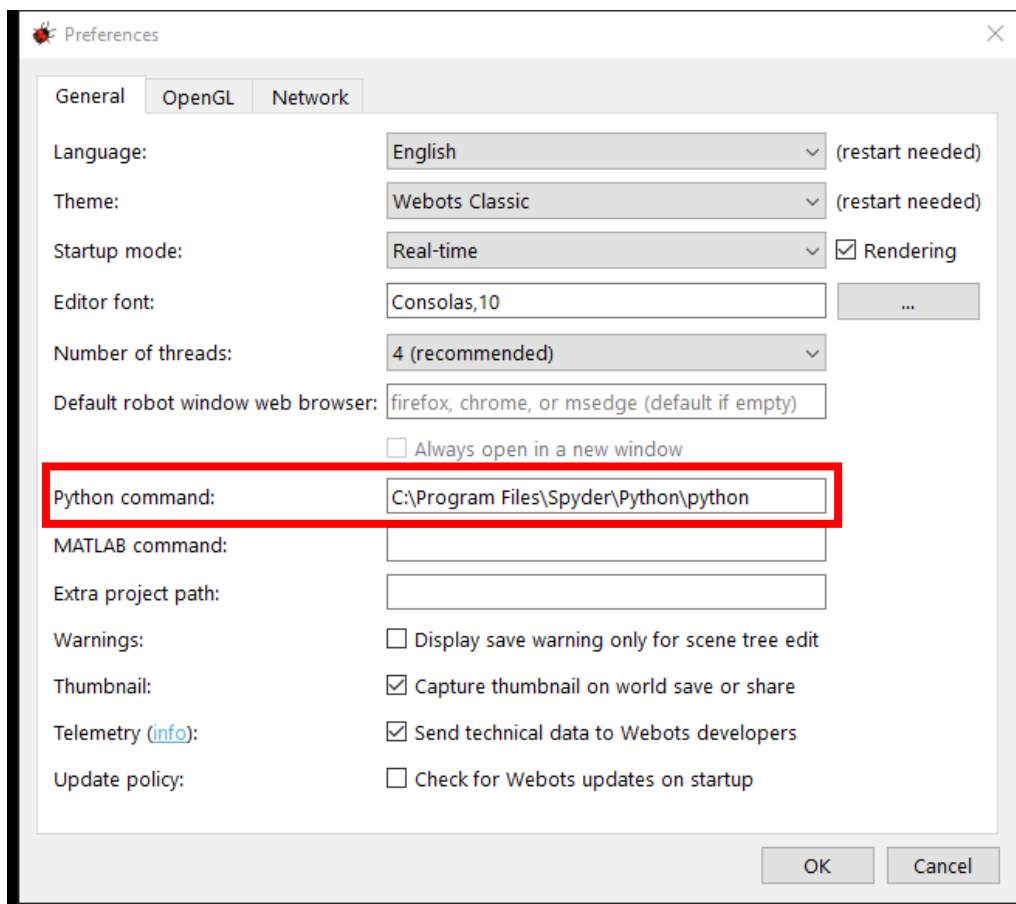 Preferences
General OpenGL Network
Language: English (restart needed)
Theme: Webots Classic (restart needed)
Startup mode: Real-time Rendering
Editor font: Consolas,10 ...
Number of threads: 4 (recommended)
Default robot window web browser: firefox, chrome, or msedge (default if empty)
Always open in a new window
Python command: C:\Program Files\Spyder\Python\python
MATLAB command:
Extra project path:
Warnings: Display save warning only for scene tree edit
Thumbnail: Capture thumbnail on world save or share
Telemetry (info): Send technical data to Webots developers
Update policy: Check for Webots updates on startup
OK Cancel